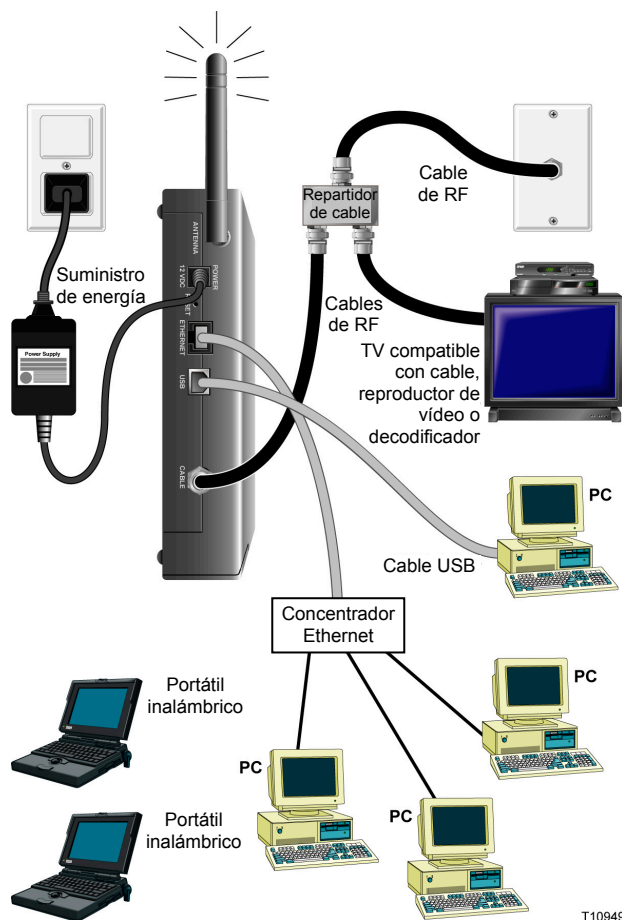 Cable
de RF
Repartidor
de cable
ANTENNA
Suministro
de energía
POWER
12 VDC
Cables
de RF
ETHERNET
Power Supply
TV compatible
con cable,
reproductor de
vídeo o
decodificador
USB
CABLE
PC
Cable USB
Concentrador
Ethernet
PC
Portátil
inalámbrico
PC
PC
Portátil
inalámbrico
T10949